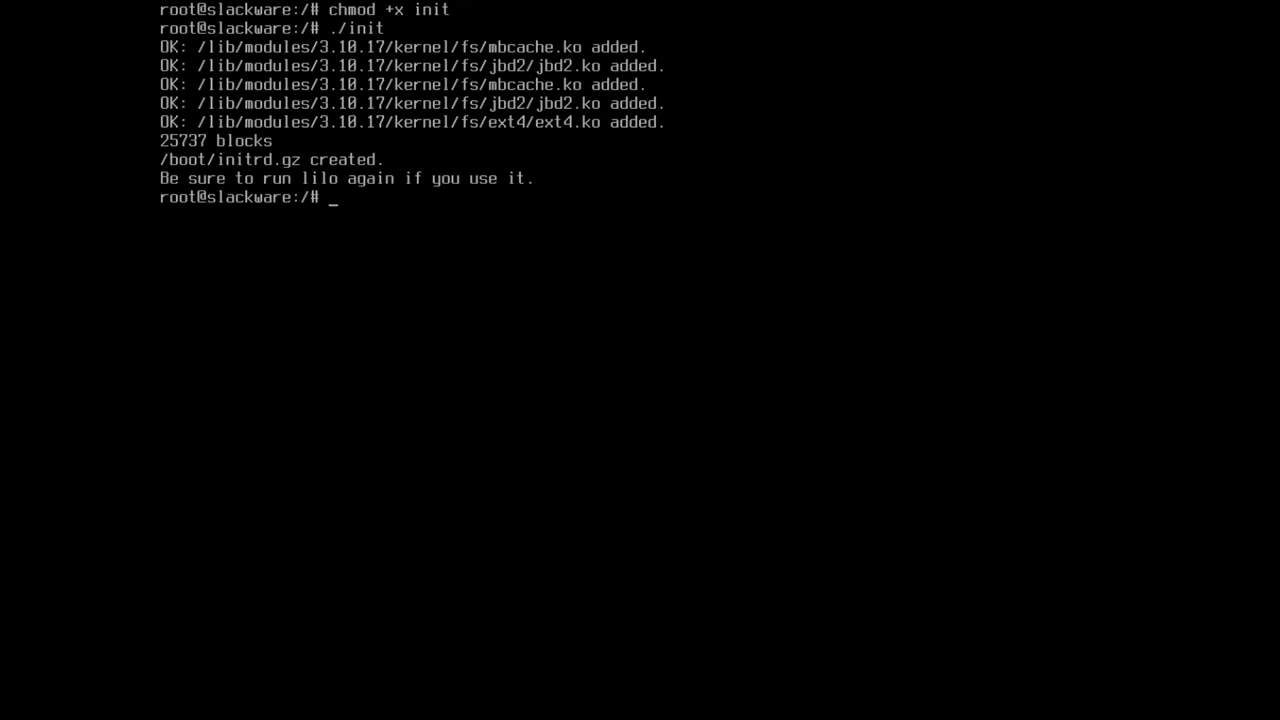 root@slackware:/# chmod +x init
root@slackware:/# ./init
OK: /lib/modules/3.10.17/kernel/fs/mbcache.ko added.
OK: /lib/modules/3.10.17/kernel/fs/jbd2/jbd2.ko added.
OK: /lib/modules/3.10.17/kernel/fs/mbcache.ko added.
OK: /lib/modules/3.10.17/kernel/fs/jbd2/jbd2.ko added.
OK: /lib/modules/3.10.17/kernel/fs/ext4/ext4.ko added.
25737 blocks
/boot/initrd.gz created.
Be sure to run lilo again if you use it.
root@slackware:/# _